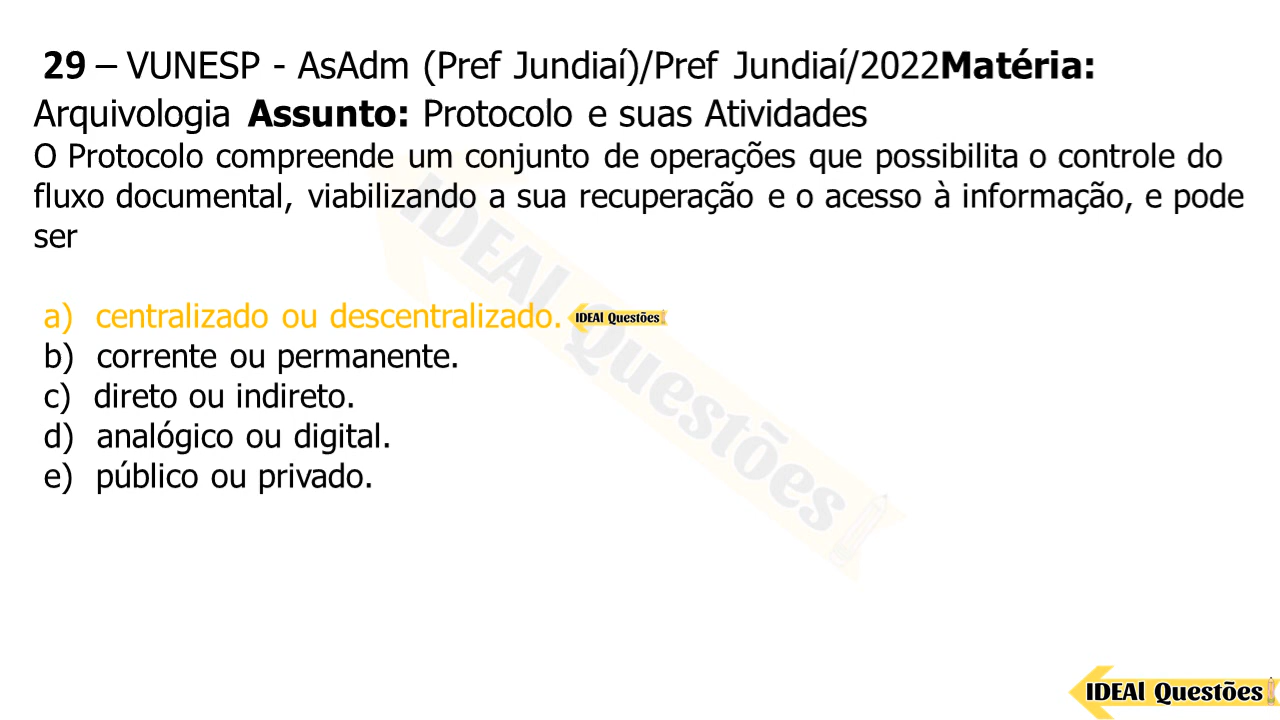 29 – VUNESP - AsAdm (Pref Jundiaí)/Pref Jundiaí/2022Matéria:
Arquivologia Assunto: Protocolo e suas Atividades
O Protocolo compreende um conjunto de operações que possibilita o controle do
fluxo documental, viabilizando a sua recuperação e o acesso à informação, e pode
ser
a) centralizado ou descentralizado. IDEAl Questões
b) corrente ou permanente.
c) direto ou indireto.
d) analógico ou digital.
e) público ou privado.
IDEAl Questões
IDEAl Questões